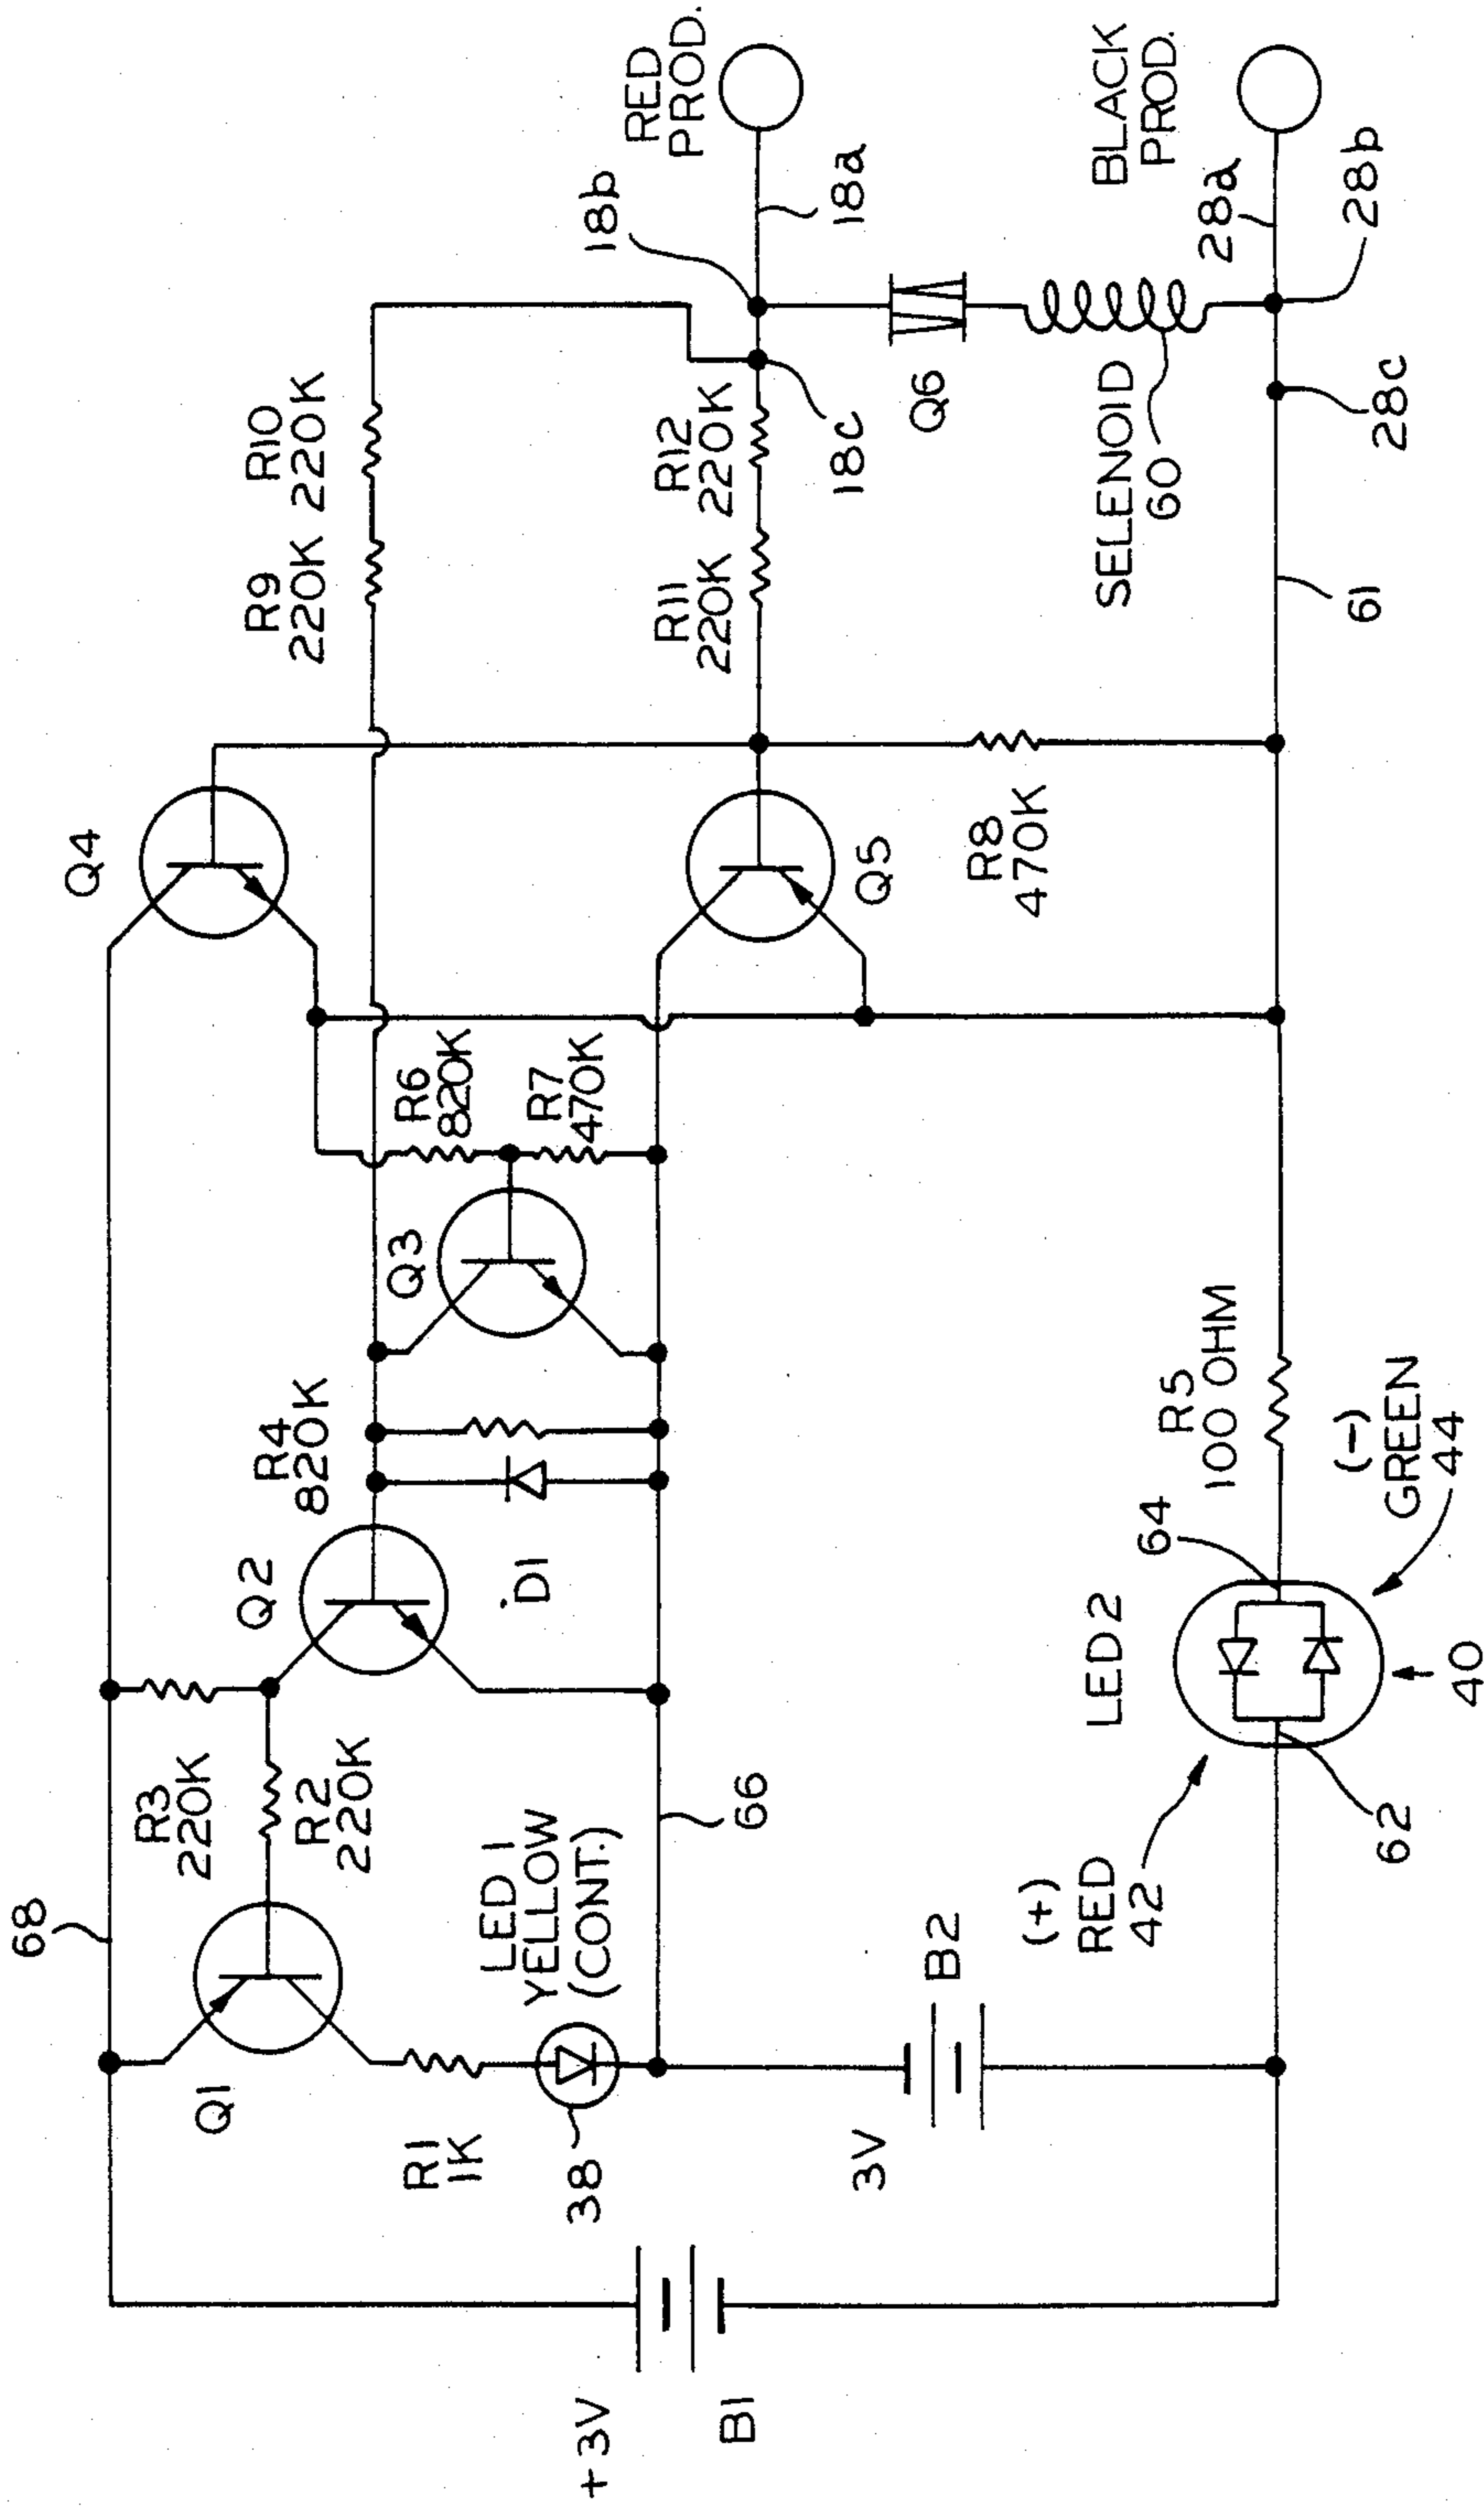 68
Q1
R1
1K
38
LED 1
YELLOW
(CONT.)
R3
220K
R2
220K
Q2
R4
820K
D1
Q3
R6
820K
R7
470K
Q4
R9
220K
R10
220K
R11
220K
R12
220K
Q5
R8
470K
18b
18c
18a
RED
PROD.
Q6
SELENOID
60
BLACK
PROD.
28a
28b
28c
61
66
+3V
B1
3V
B2
(+)
RED
42
LED 2
64
62
40
R5
100 OHM
(-)
GREEN
44